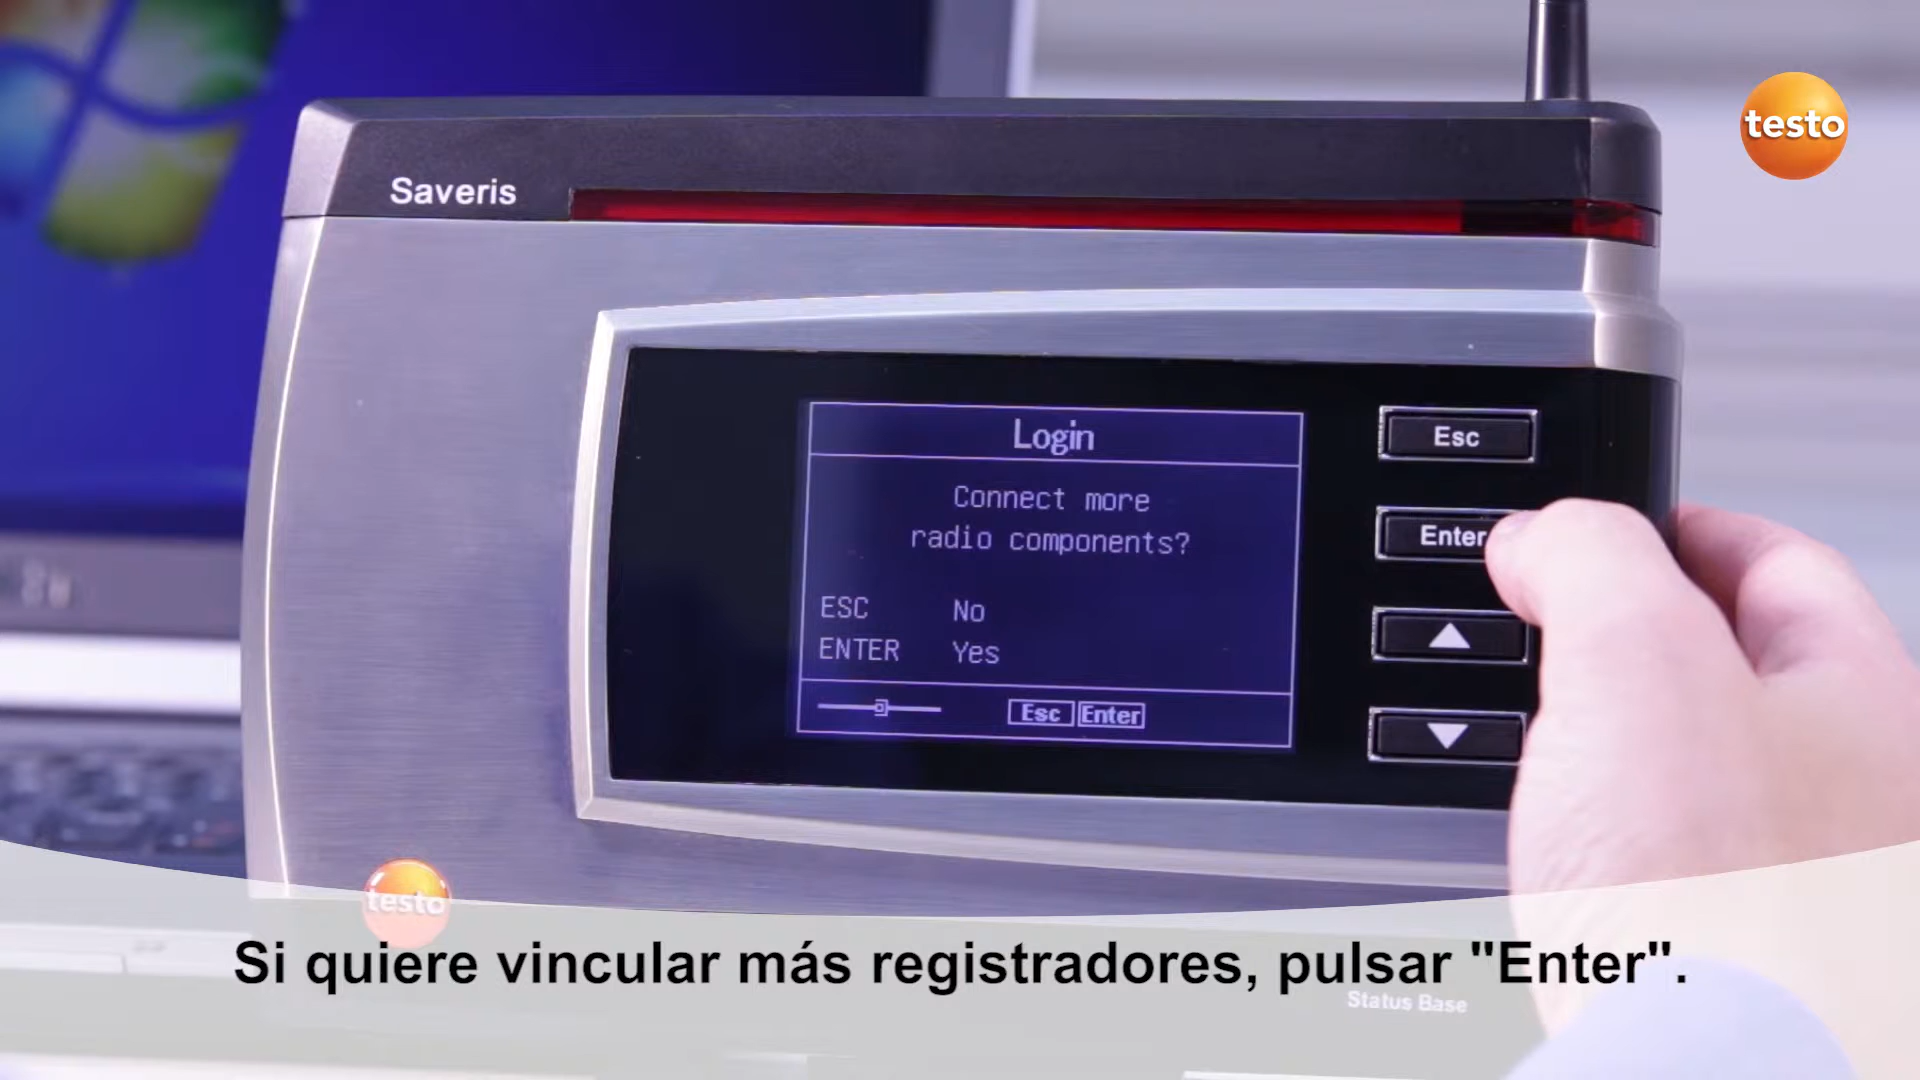 testo
Saveris
Login
Connect more
radio components?
ESC No
ENTER Yes
Esc Enter
Esc
Enter
testo
Si quiere vincular más registradores, pulsar "Enter".
Status Base